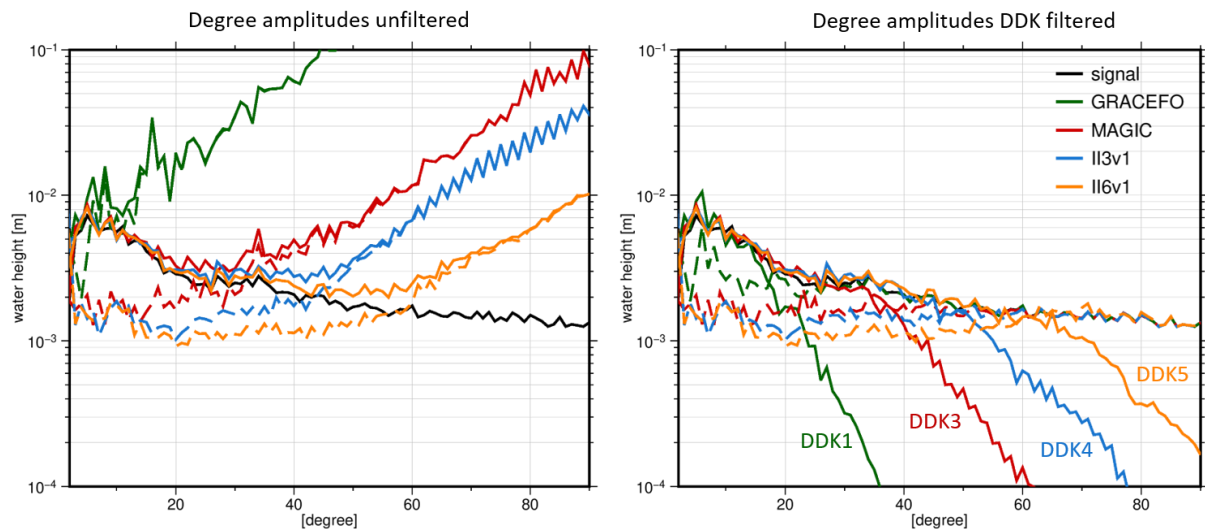 Degree amplitudes unfiltered
10⁻¹
10⁻²
10⁻³
10⁻⁴
water height [m]
20
40
60
80
[degree]
Degree amplitudes DDK filtered
10⁻¹
10⁻²
10⁻³
10⁻⁴
water height [m]
signal
GRACEFO
MAGIC
II3v1
II6v1
DDK1
DDK3
DDK4
DDK5
20
40
60
80
[degree]